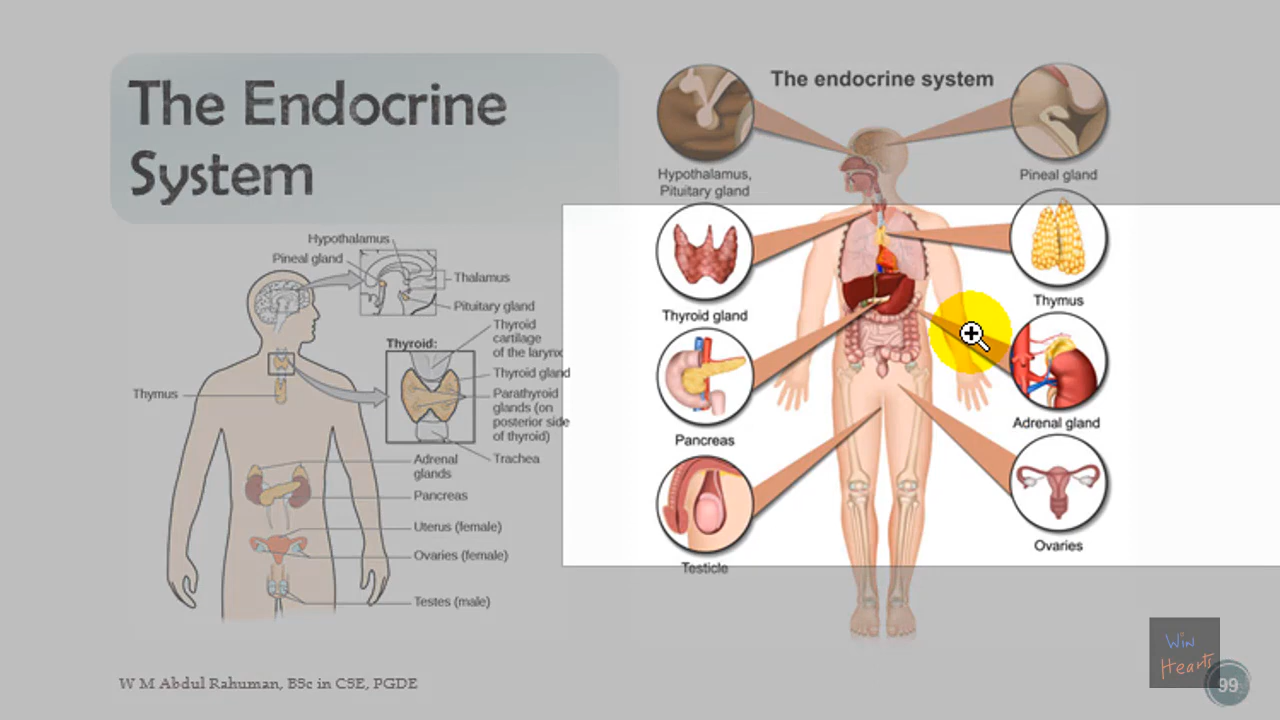 The Endocrine
System
Hypothalamus
Pineal gland
Thalamus
Pituitary gland
Thyroid
cartilage
of the larynx
Thyroid:
Thyroid gland
Thymus
Parathyroid
glands (on
posterior side
of thyroid)
Trachea
Adrenal
glands
Pancreas
Uterus (female)
Ovaries (female)
Testes (male)
The endocrine system
Hypothalamus,
Pituitary gland
Pineal gland
Thyroid gland
Thymus
Pancreas
Adrenal gland
Testicle
Ovaries
W M Abdul Rahuman, BSc in CSE, PGDE
Win
Hearts
99